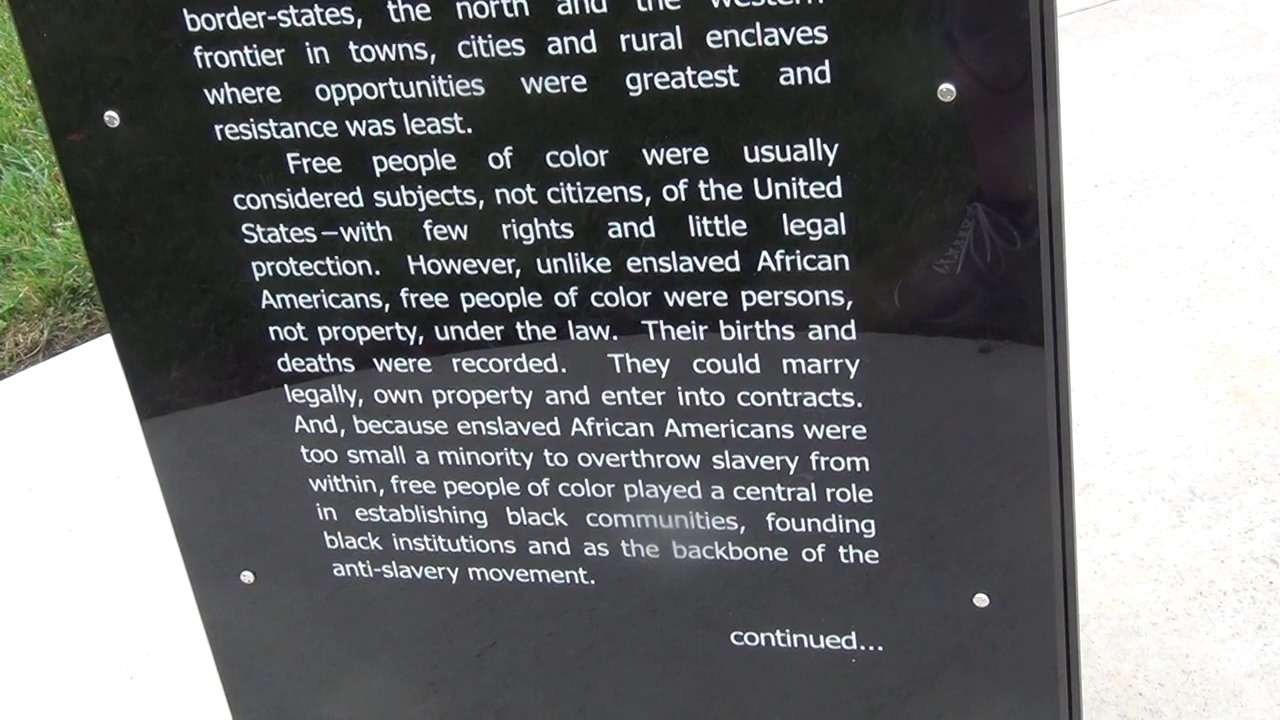 border-states, the north and the western
frontier in towns, cities and rural enclaves
where opportunities were greatest and
resistance was least.
Free people of color were usually
considered subjects, not citizens, of the United
States—with few rights and little legal
protection. However, unlike enslaved African
Americans, free people of color were persons,
not property, under the law. Their births and
deaths were recorded. They could marry
legally, own property and enter into contracts.
And, because enslaved African Americans were
too small a minority to overthrow slavery from
within, free people of color played a central role
in establishing black communities, founding
black institutions and as the backbone of the
anti-slavery movement.
continued...